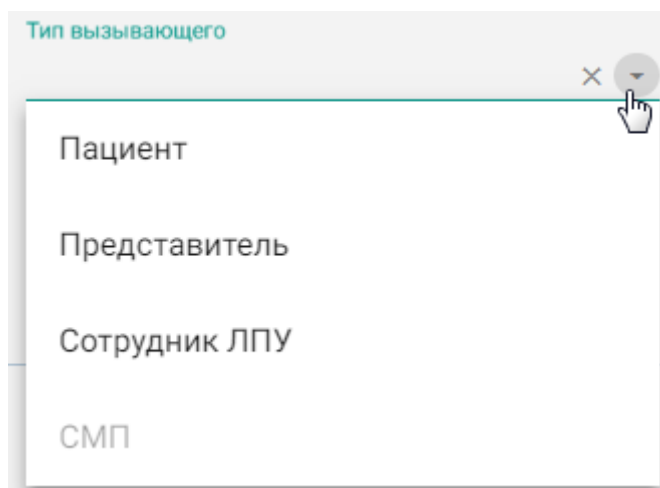 Тип вызывающего
Пациент
Представитель
Сотрудник ЛПУ
СМП